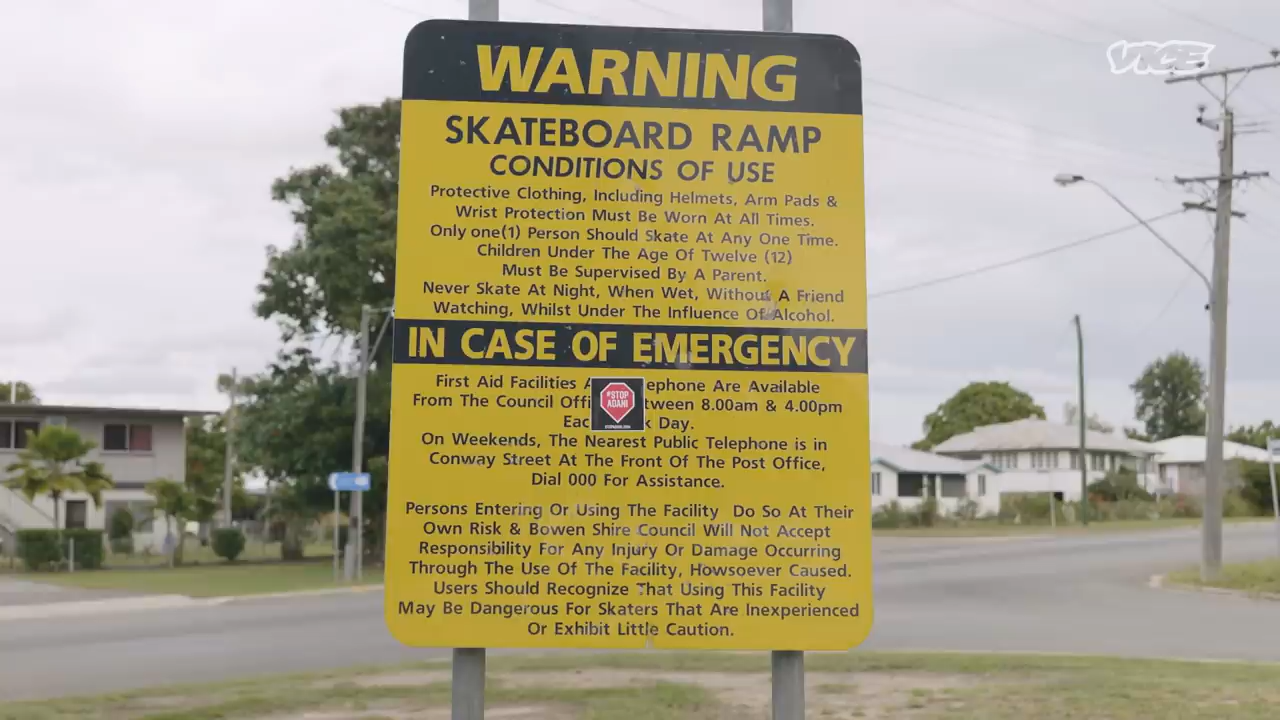 VICE
WARNING
SKATEBOARD RAMP
CONDITIONS OF USE
Protective Clothing, Including Helmets, Arm Pads &
Wrist Protection Must Be Worn At All Times.
Only one(1) Person Should Skate At Any One Time.
Children Under The Age Of Twelve (12)
Must Be Supervised By A Parent.
Never Skate At Night, When Wet, Without A Friend
Watching, Whilst Under The Influence Of Alcohol.
IN CASE OF EMERGENCY
First Aid Facilities Are Available
From The Council 8.00am & 4.00pm
Day.
#STOP
ADANI
On Weekends, The Nearest Public Telephone is in
Conway Street At The Front Of The Post Office,
Dial 000 For Assistance.
Persons Entering Or Using The Facility Do So At Their
Own Risk & Bowen Shire Council Will Not Accept
Responsibility For Any Injury Or Damage Occurring
Through The Use Of The Facility, Howsoever Caused.
Users Should Recognize That Using This Facility
May Be Dangerous For Skaters That Are Inexperienced
Or Exhibit Little Caution.